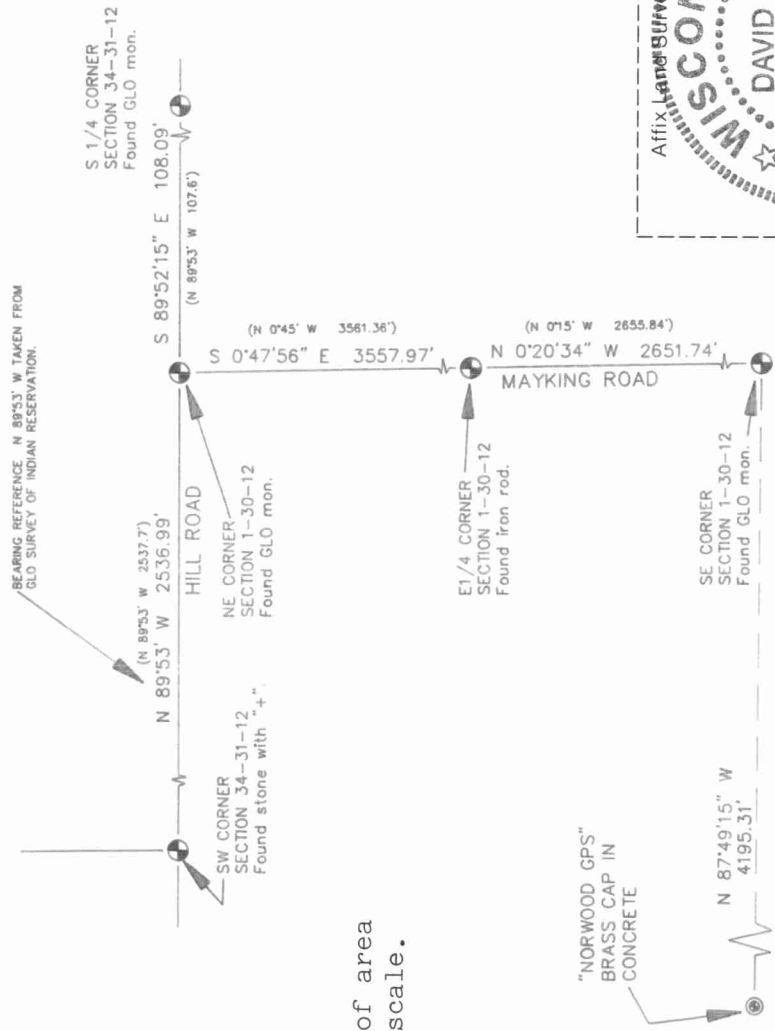 BEARING REFERENCE N 89°53' W TAKEN FROM
GLO SURVEY OF INDIAN RESERVATION.
S 1/4 CORNER
SECTION 34-31-12
Found GLO mon.
(N 89°53' W 2537.7')
N 89°53' W 2536.99'
HILL ROAD
S 89°52'15" E 108.09'
(N 89°53' W 107.6')
SW CORNER
SECTION 34-31-12
Found stone with "+".
NE CORNER
SECTION 1-30-12
Found GLO mon.
(N 0°45' W 3561.36')
S 0°47'56" E 3557.97'
(N 0°15' W 2655.84')
N 0°20'34" W 2651.74'
MAYKING ROAD
E1/4 CORNER
SECTION 1-30-12
Found iron rod.
SE CORNER
SECTION 1-30-12
Found GLO mon.
of area
scale.
"NORWOOD GPS"
BRASS CAP IN
CONCRETE
N 87°49'15" W
4195.31'
Affix Land Surve
WISCON
DAVID